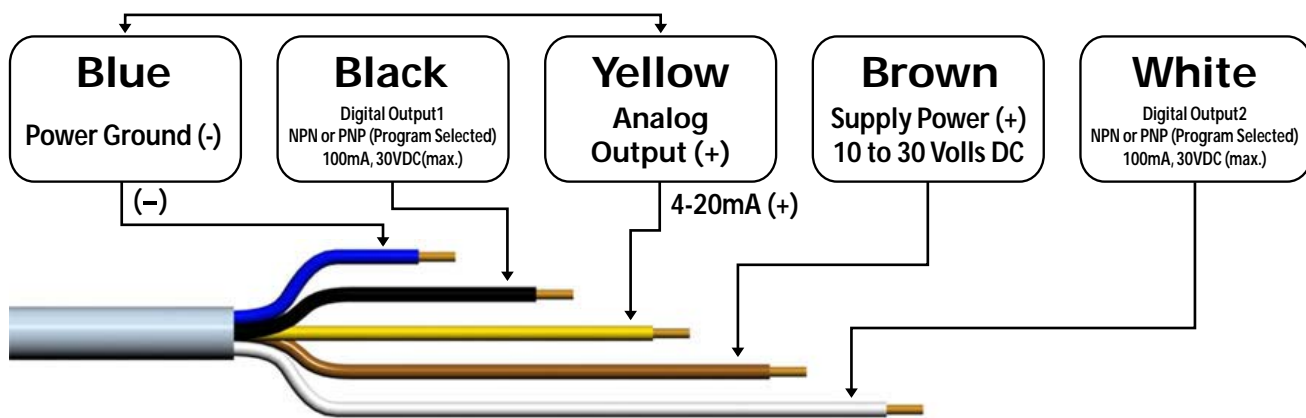 Blue
Power Ground (-)
Black
Digital Output1
NPN or PNP (Program Selected)
100mA, 30VDC(max.)
Yellow
Analog
Output (+)
Brown
Supply Power (+)
10 to 30 Volls DC
White
Digital Output2
NPN or PNP (Program Selected)
100mA, 30VDC (max.)
(–)
4-20mA (+)